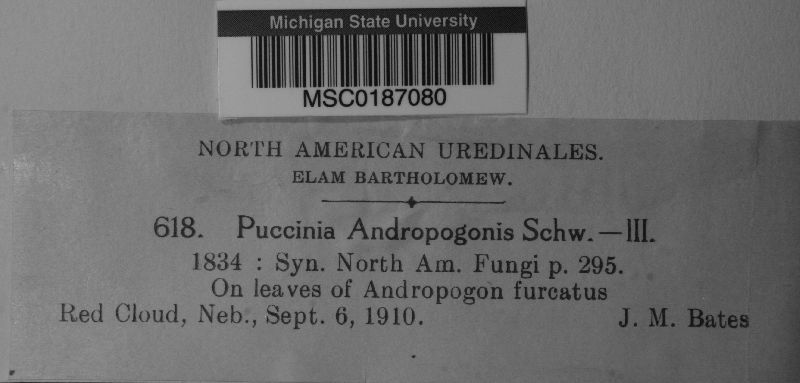 Michigan State University
MSC0187080
NORTH AMERICAN UREDINALES.
ELAM BARTHOLOMEW.
618. Puccinia Andropogonis Schw.—III.
1834 : Syn. North Am. Fungi p. 295.
On leaves of Andropogon furcatus
Red Cloud, Neb., Sept. 6, 1910. J. M. Bates